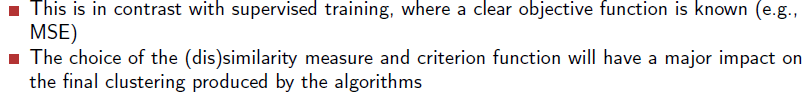 This is in contrast with supervised training, where a clear objective function is known (e.g.,
MSE)
The choice of the (dis)similarity measure and criterion function will have a major impact on
the final clustering produced by the algorithms